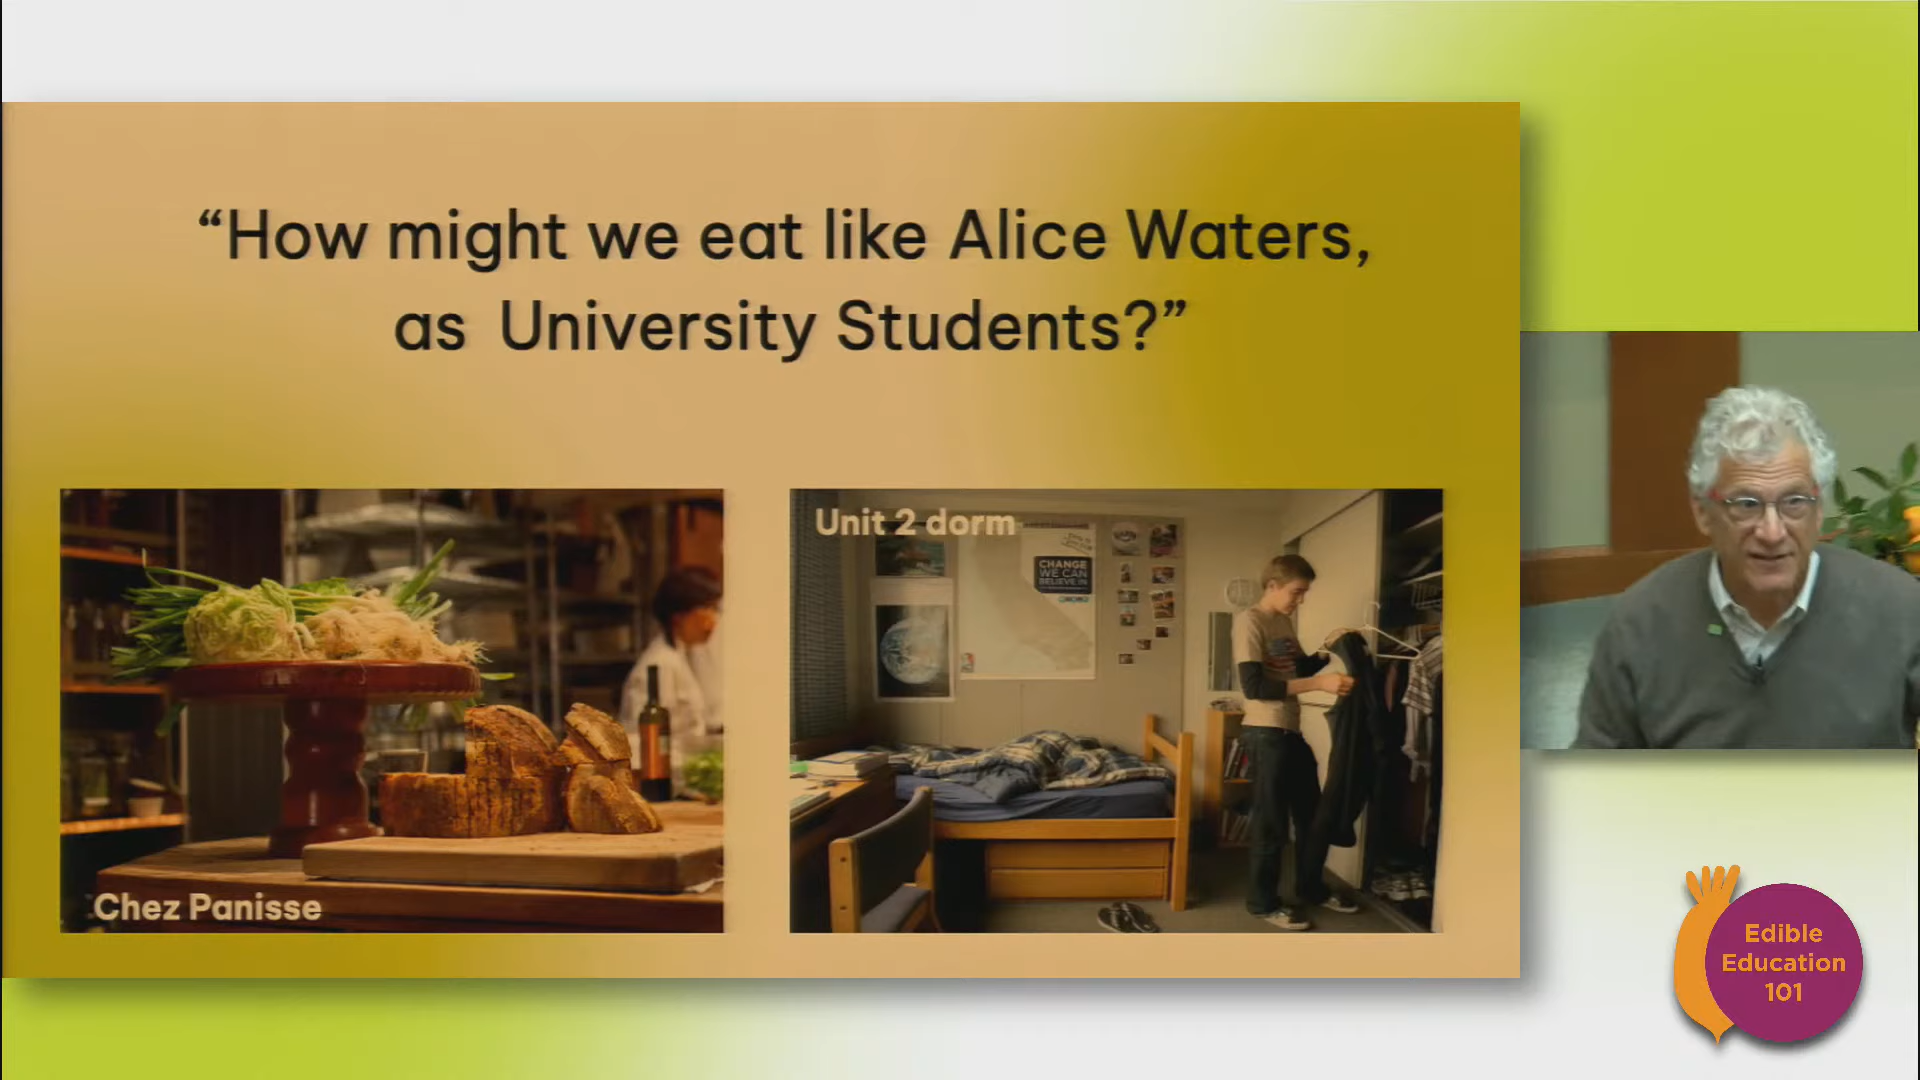 “How might we eat like Alice Waters,
as University Students?”
Unit 2 dorm
CHANGE
WE CAN
BELIEVE IN
Chez Panisse
Edible
Education
101